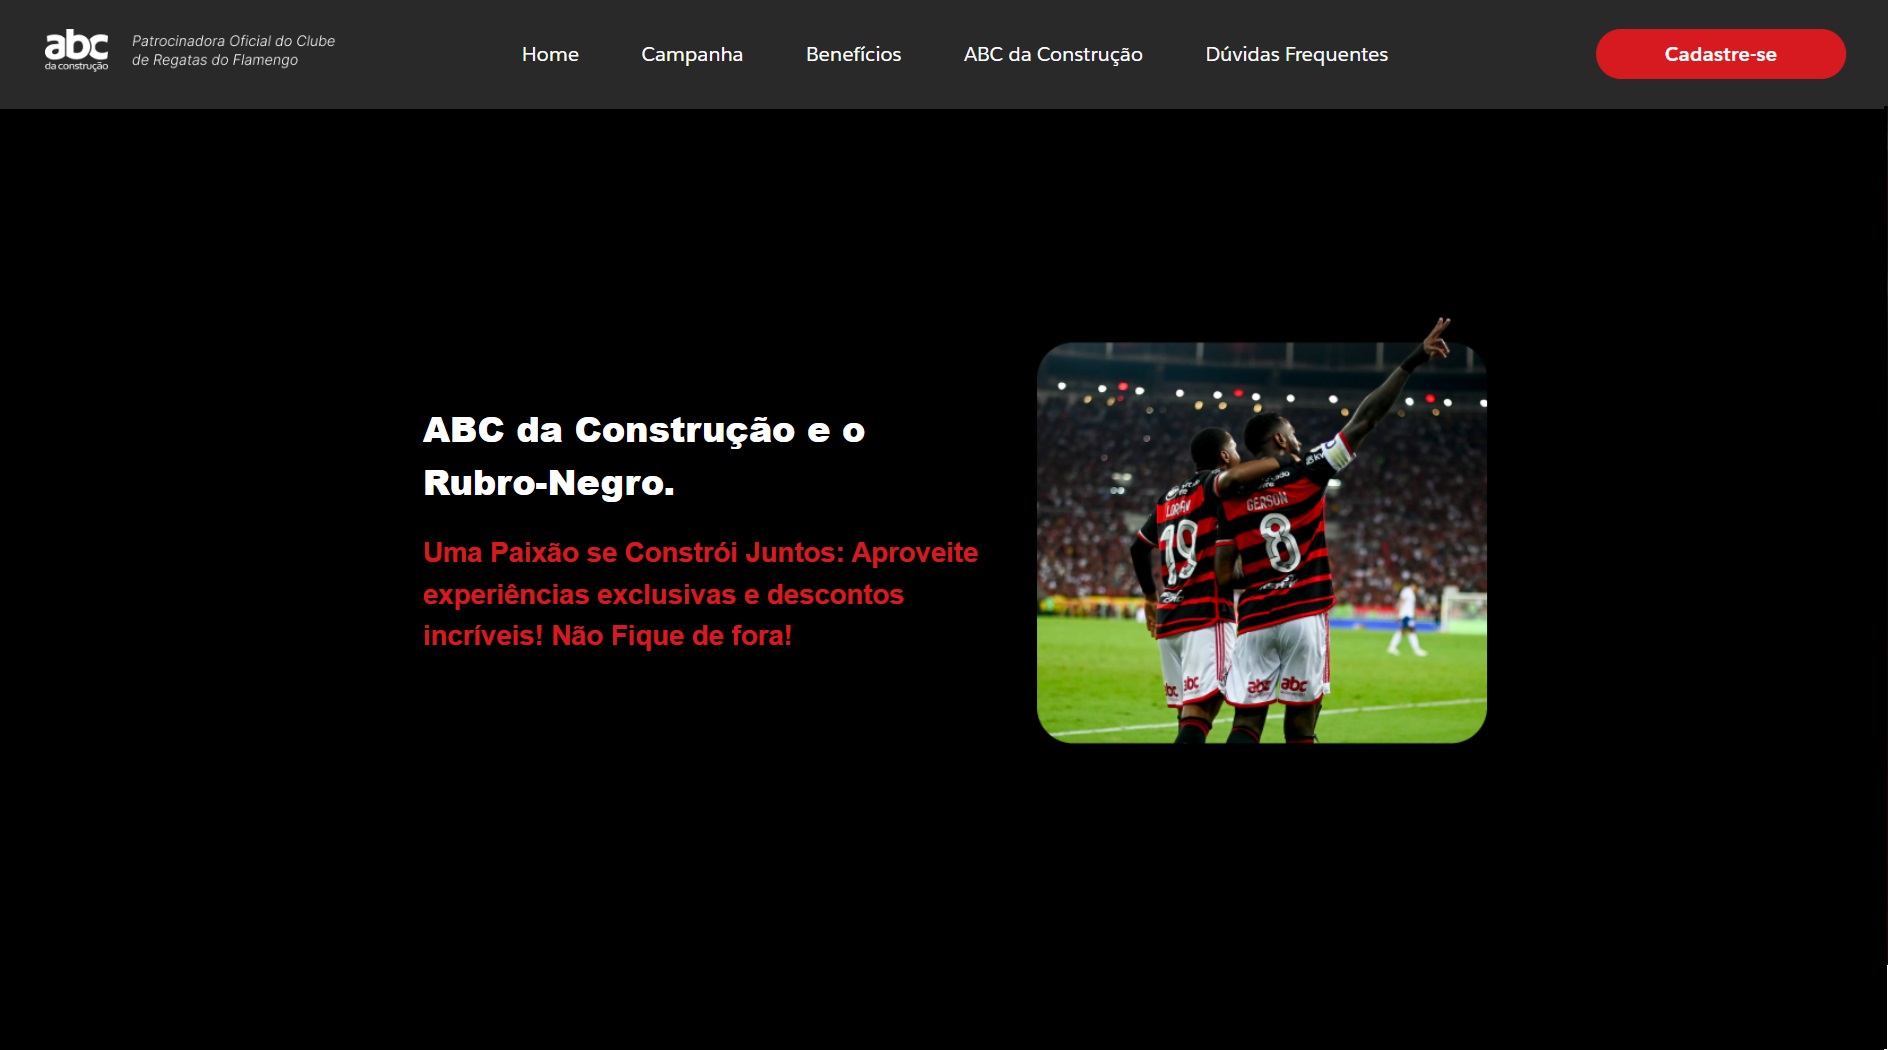 abc
da construção
Patrocinadora Oficial do Clube
de Regatas do Flamengo
Home
Campanha
Benefícios
ABC da Construção
Dúvidas Frequentes
Cadastre-se
ABC da Construção e o
Rubro-Negro.
Uma Paixão se Constrói Juntos: Aproveite
experiências exclusivas e descontos
incríveis! Não Fique de fora!
LORRAN
19
GERSON
8
abc
abc
abc